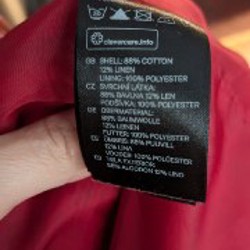 clevercare.info
GB SHELL: 88% COTTON
12% LINEN
LINING: 100% POLYESTER
CZ SVRCHNÍ LÁTKA:
88% BAVLNA 12% LEN
PODŠÍVKA: 100% POLYESTER
DE OBERMATERIAL:
88% BAUMWOLLE
12% LEINEN
FUTTER: 100% POLYESTER
88% PUUVILL
12% LINA
VOODER: 100% POLÜESTER
ES TELA EXTERIOR:
88% ALGODÓN 12% LINO